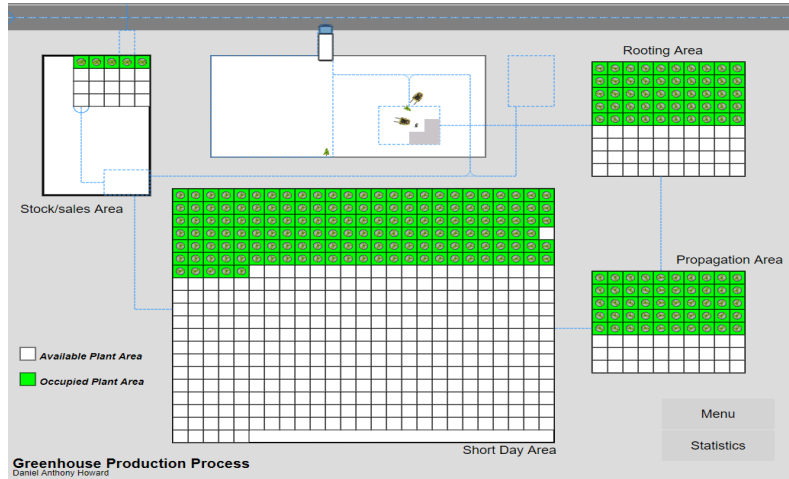 Rooting Area
Stock/sales Area
Propagation Area
Available Plant Area
Occupied Plant Area
Menu
Short Day Area
Statistics
Greenhouse Production Process
Daniel Anthony Howard